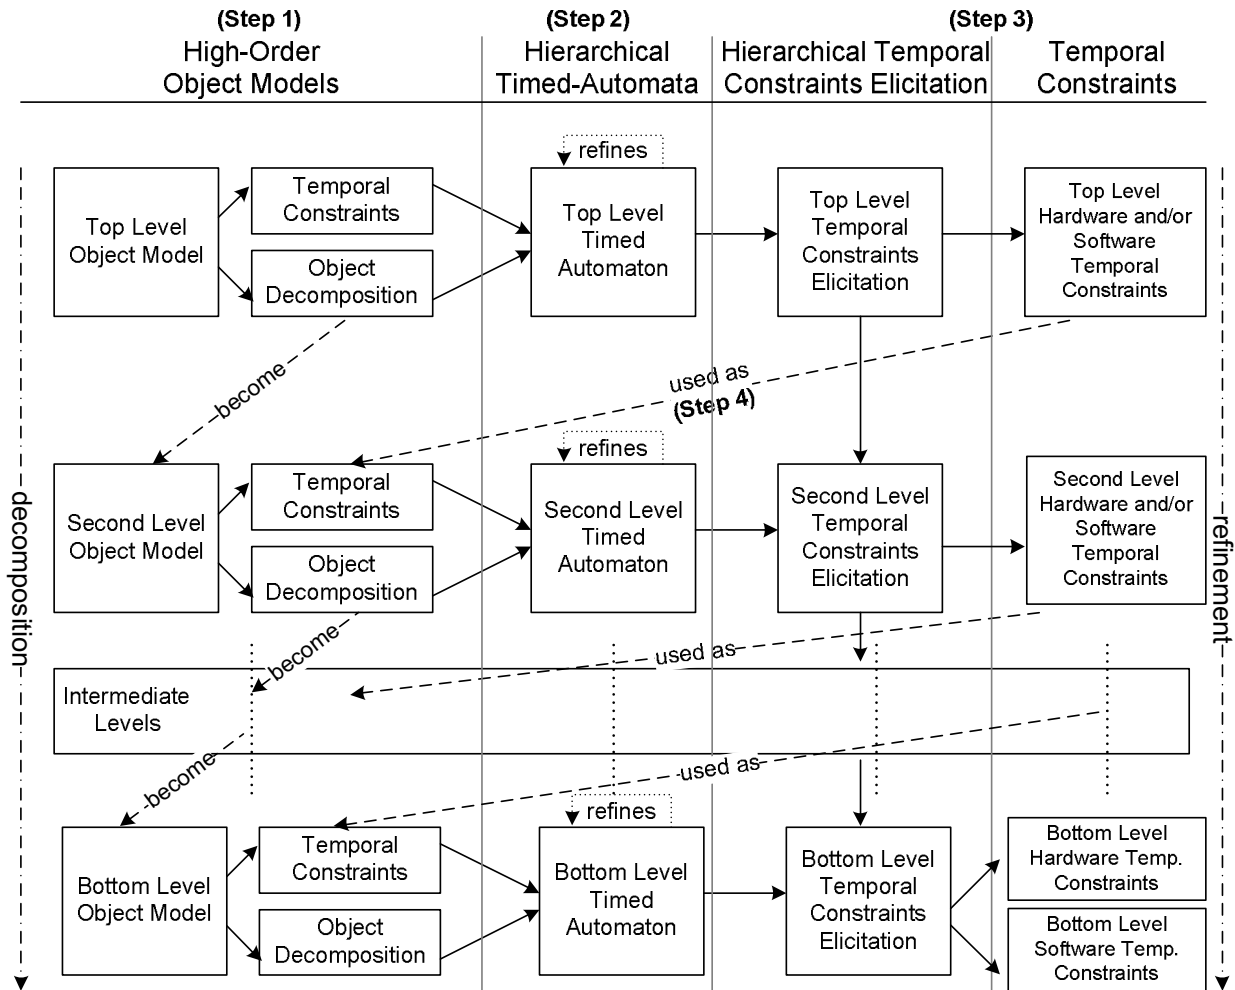 (Step 1)
(Step 2)
(Step 3)
High-Order
Object Models
Hierarchical
Timed-Automata
Hierarchical Temporal
Constraints Elicitation
Temporal
Constraints
refines
Top Level
Object Model
Temporal
Constraints
Object
Decomposition
Top Level
Timed
Automaton
Top Level
Temporal
Constraints
Elicitation
Top Level
Hardware and/or
Software
Temporal
Constraints
become
used as
(Step 4)
refines
decomposition
Second Level
Object Model
Temporal
Constraints
Object
Decomposition
Second Level
Timed
Automaton
Second Level
Temporal
Constraints
Elicitation
Second Level
Hardware and/or
Software
Temporal
Constraints
refinement
become
used as
Intermediate
Levels
become
used as
refines
Bottom Level
Object Model
Temporal
Constraints
Object
Decomposition
Bottom Level
Timed
Automaton
Bottom Level
Temporal
Constraints
Elicitation
Bottom Level
Hardware Temp.
Constraints
Bottom Level
Software Temp.
Constraints